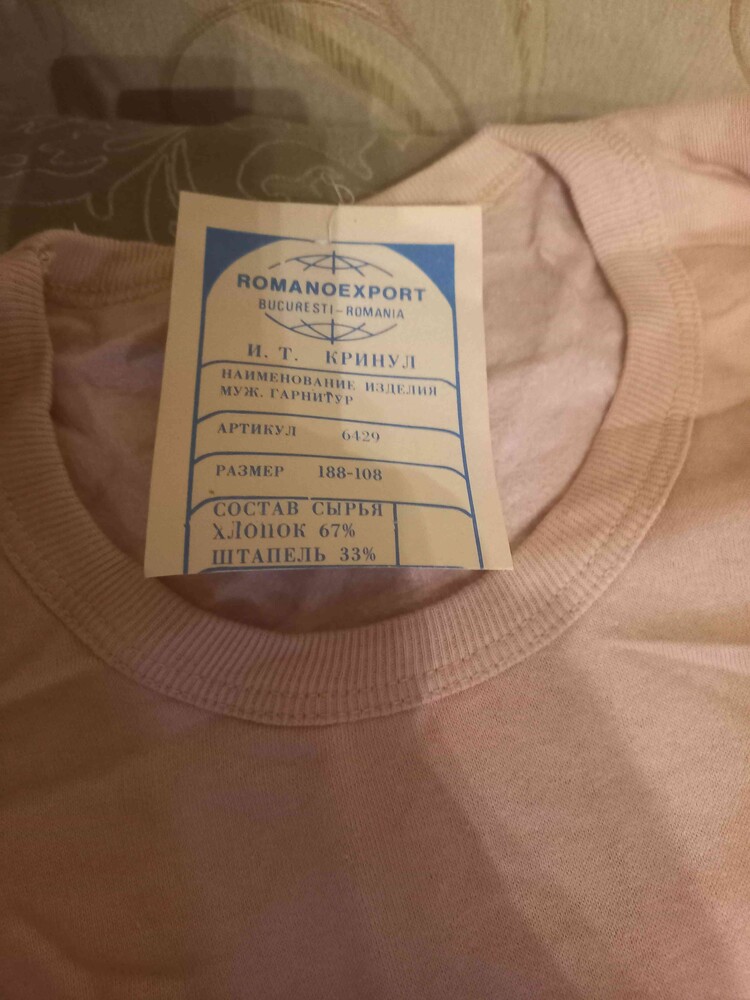 ROMANOEXPORT
BUCURESTI-ROMANIA
И. Т. КРИНУЛ
НАИМЕНОВАНИЕ ИЗДЕЛИЯ
МУЖ. ГАРНИТУР
АРТИКУЛ 6429
РАЗМЕР 188-108
СОСТАВ СЫРЬЯ
ХЛОПОК 67%
ШТАПЕЛЬ 33%